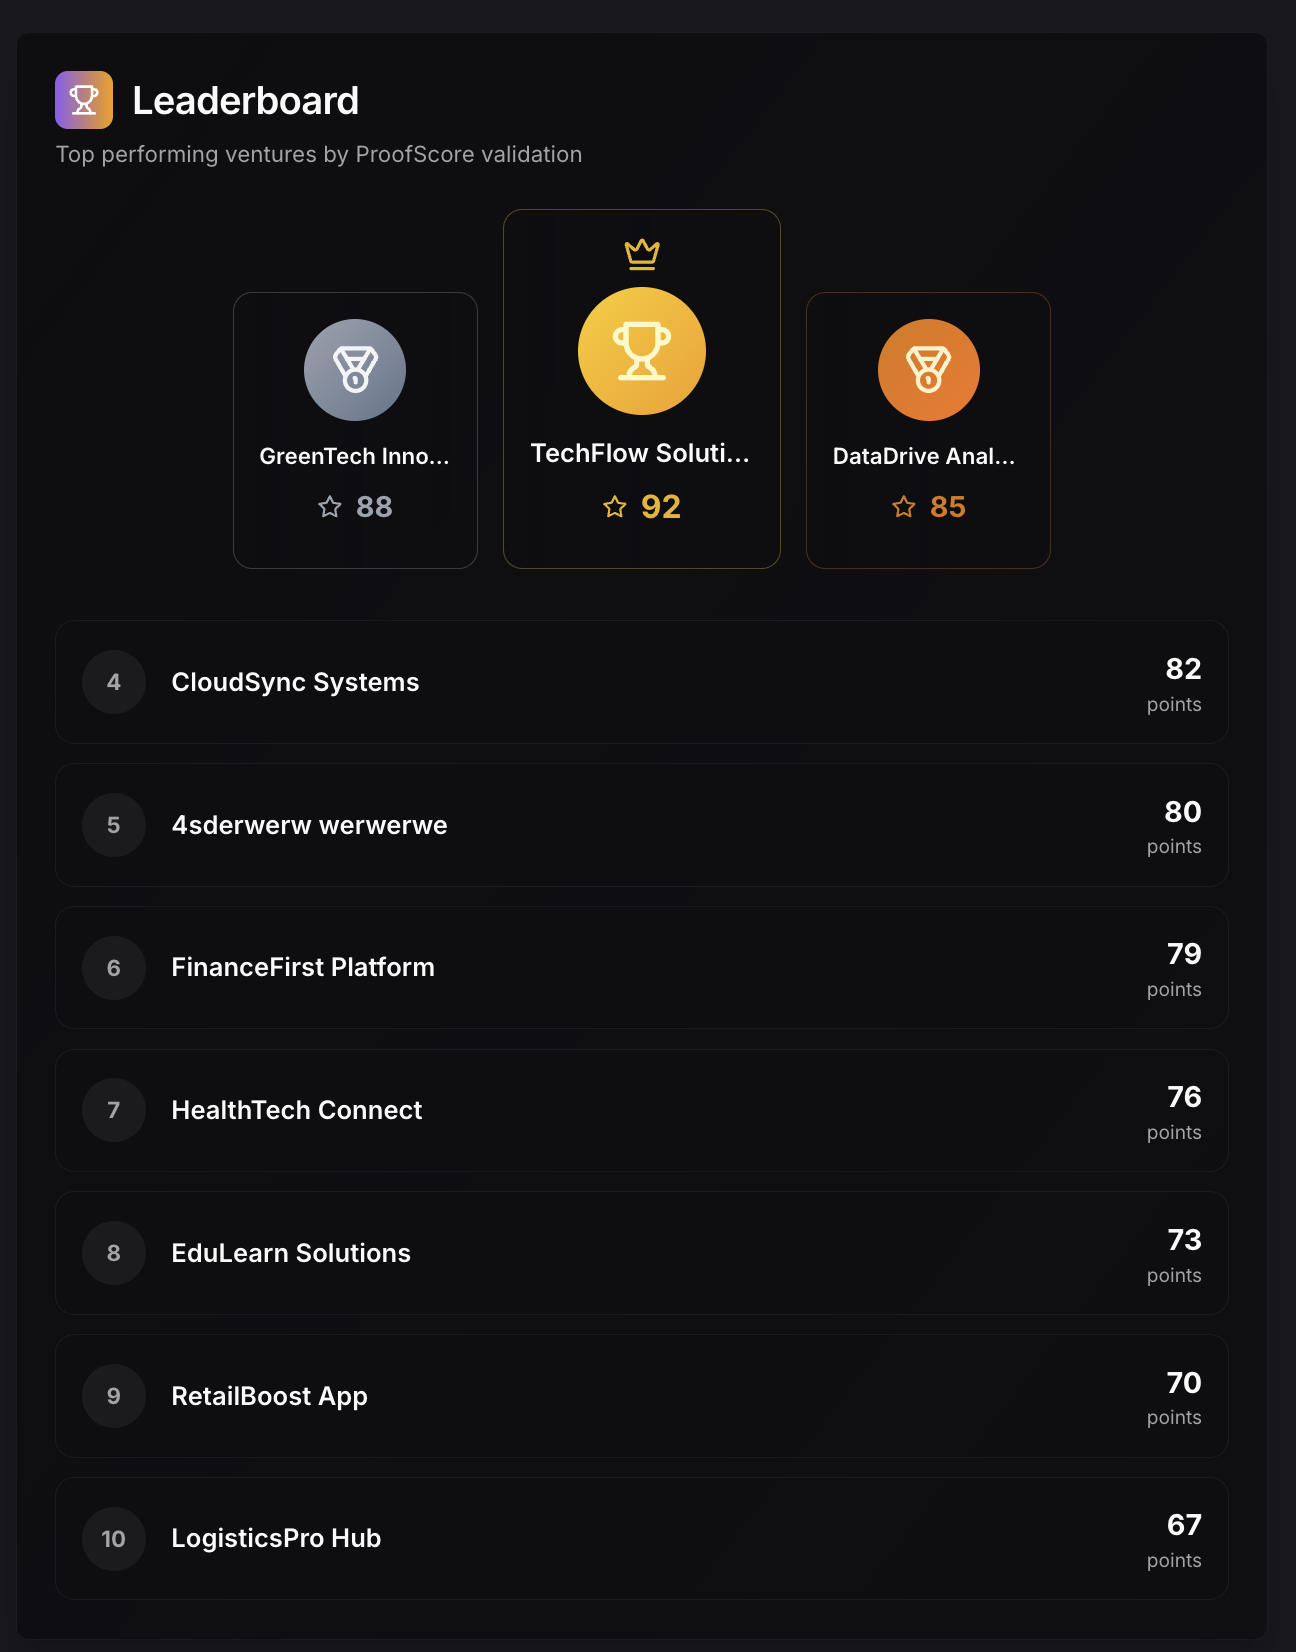 Leaderboard
Top performing ventures by ProofScore validation
GreenTech Inno...
88
TechFlow Soluti...
92
DataDrive Anal...
85
4
CloudSync Systems
82
points
5
4sderwerw werwerwe
80
points
6
FinanceFirst Platform
79
points
7
HealthTech Connect
76
points
8
EduLearn Solutions
73
points
9
RetailBoost App
70
points
10
LogisticsPro Hub
67
points